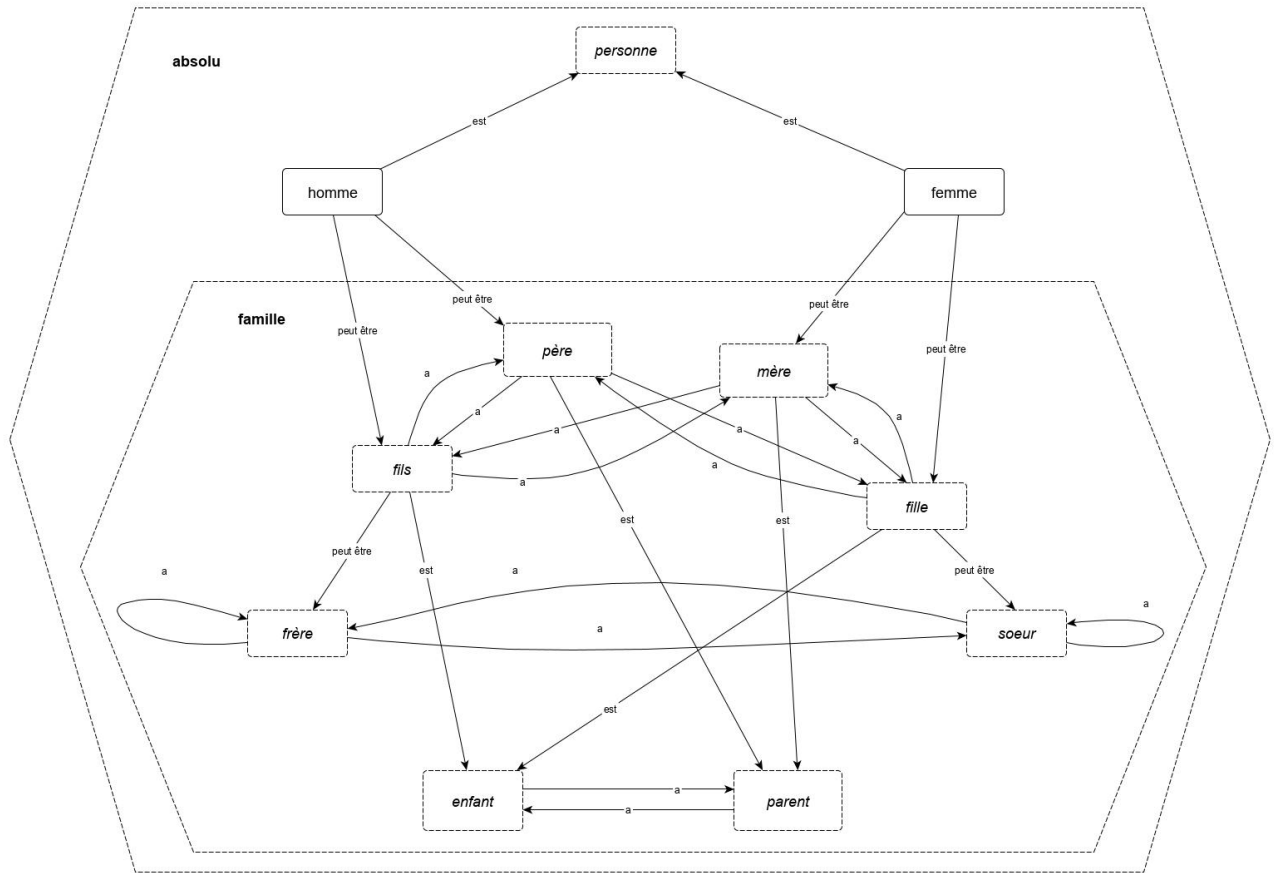 personne
absolu
est
est
homme
femme
peut être
peut être
famille
peut être
père
peut être
mère
a
a
a
a
a
a
fils
a
a
fille
est
est
peut être
est
peut être
a
a
a
frère
a
soeur
est
a
enfant
parent
a